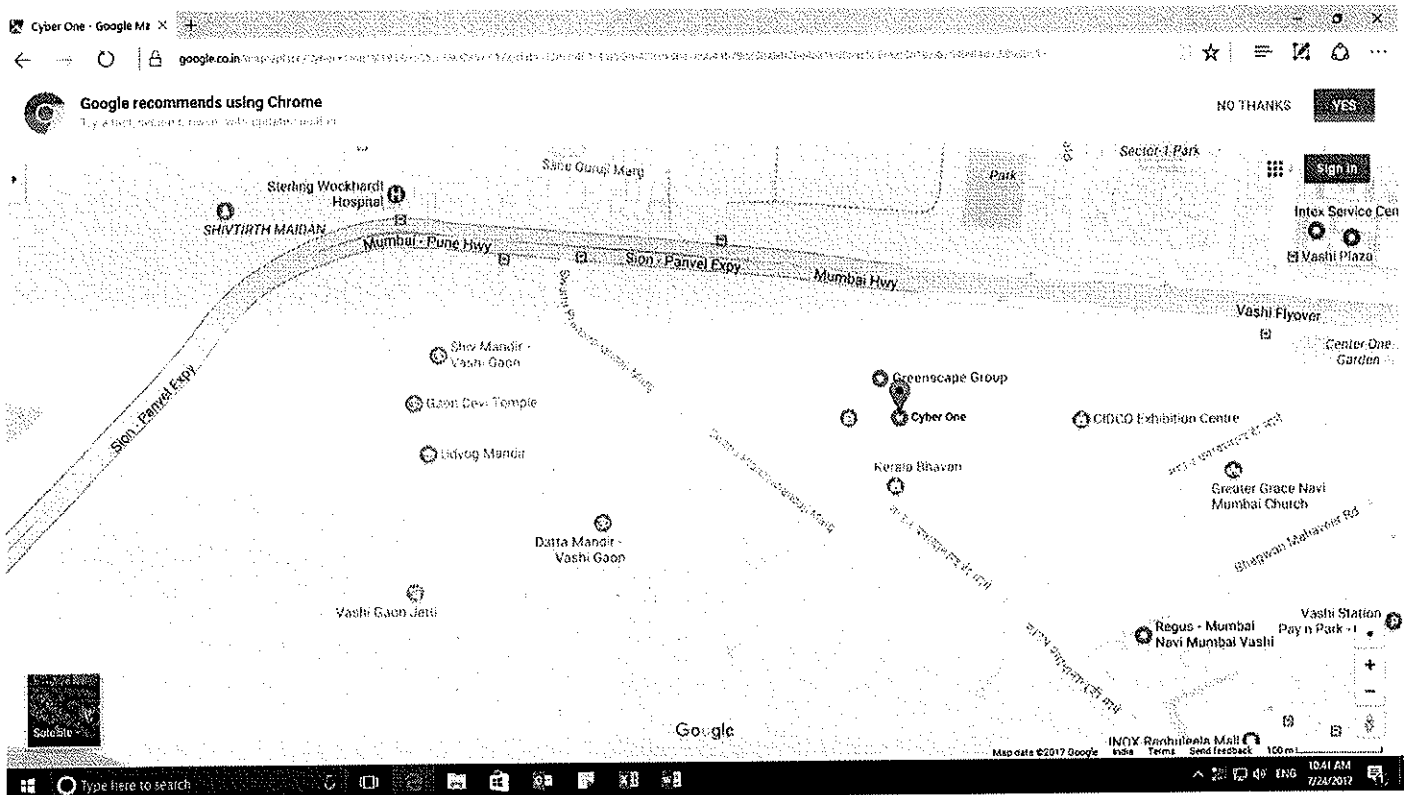 Cyber One - Google Ma
google.co.in
Google recommends using Chrome
NO THANKS
YES
Sane Guruji Marg
Sector-1 Park
Park
Sign in
Sterling Wockhardt
Hospital
SHIVTIRTH MAIDAN
Intex Service Cen
Vashi Plaza
Mumbai - Pune Hwy
Sion - Panvel Expy
Mumbai Hwy
Vashi Flyover
Center One
Garden
Shiv Mandir -
Vashi Gaon
Greenscape Group
Sion - Panvel Expy
Gaon Devi Temple
Cyber One
CIDCO Exhibition Centre
Udyog Mandir
Kerala Bhavan
Greater Grace Navi
Mumbai Church
Datta Mandir -
Vashi Gaon
Bhagwan Mahaveer Rd
Vashi Gaon Jetti
Regus - Mumbai
Navi Mumbai Vashi
Vashi Station
Pay n Park -
Satellite
Google
INOX Raghuleela Mall
Map data ©2017 Google India Terms Send feedback 100 m
Type here to search
ENG
10:41 AM
7/24/2017